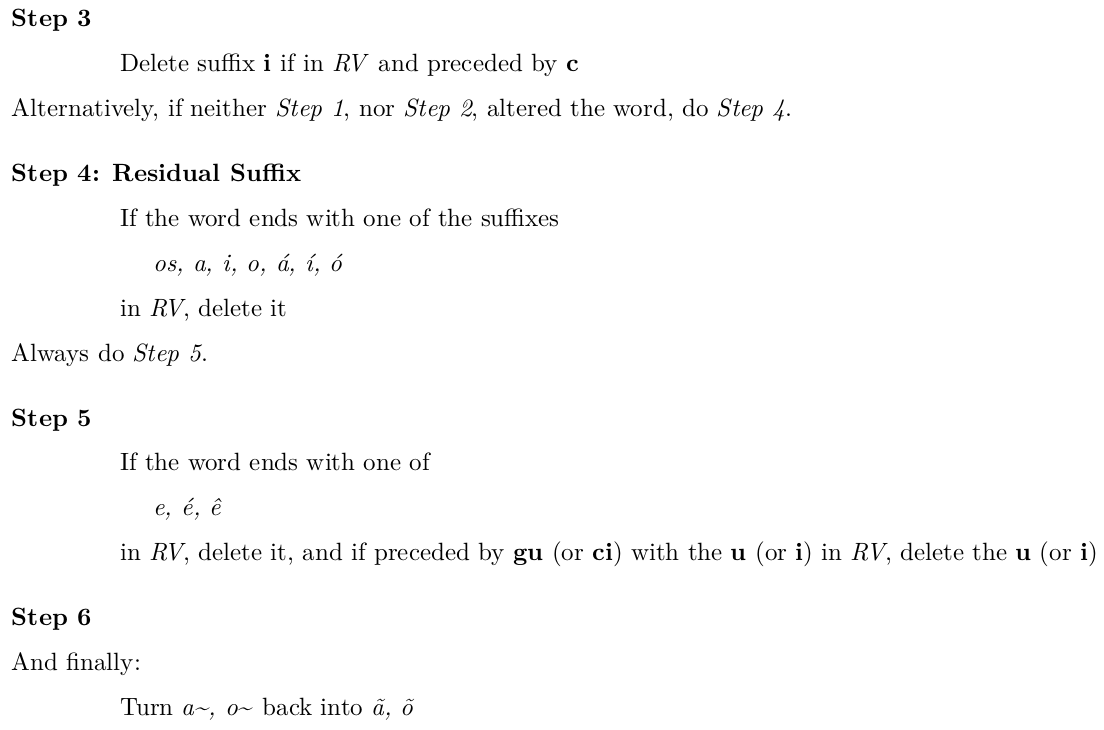 Step 3
Delete suffix i if in RV and preceded by c
Alternatively, if neither Step 1, nor Step 2, altered the word, do Step 4.
Step 4: Residual Suffix
If the word ends with one of the suffixes
os, a, i, o, á, í, ó
in RV, delete it
Always do Step 5.
Step 5
If the word ends with one of
e, é, ê
in RV, delete it, and if preceded by gu (or ci) with the u (or i) in RV, delete the u (or i)
Step 6
And finally:
Turn a~, o~ back into ã, õ